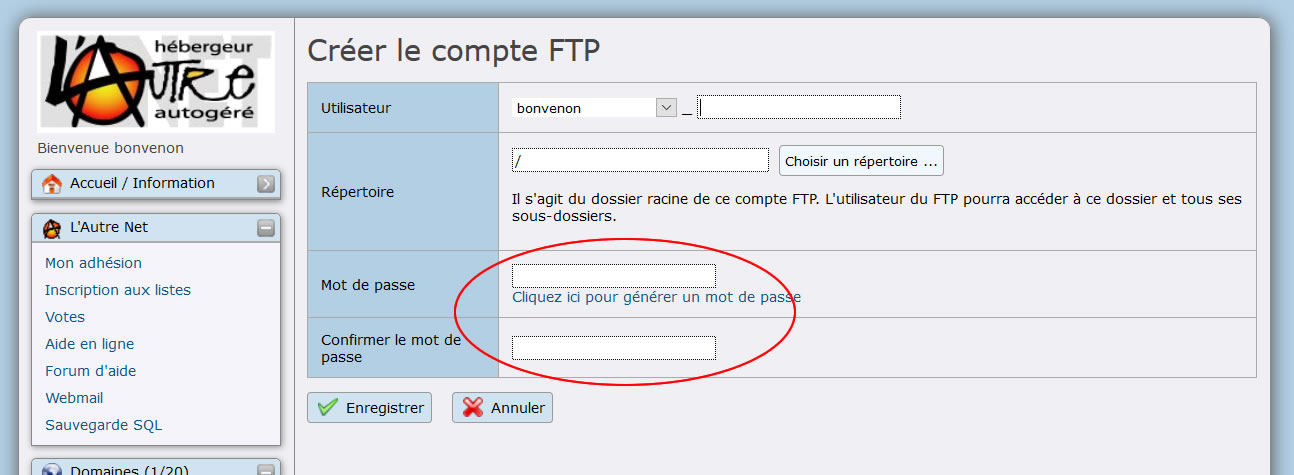 hébergeur
L'AUTRE NET
autogéré
Bienvenue bonvenon
Accueil / Information
L'Autre Net
Mon adhésion
Inscription aux listes
Votes
Aide en ligne
Forum d'aide
Webmail
Sauvegarde SQL
Domaines (1/20)
Créer le compte FTP
Utilisateur
bonvenon
_
Répertoire
/
Choisir un répertoire ...
Il s'agit du dossier racine de ce compte FTP. L'utilisateur du FTP pourra accéder à ce dossier et tous ses
sous-dossiers.
Mot de passe
Cliquez ici pour générer un mot de passe
Confirmer le mot de
passe
Enregistrer
Annuler